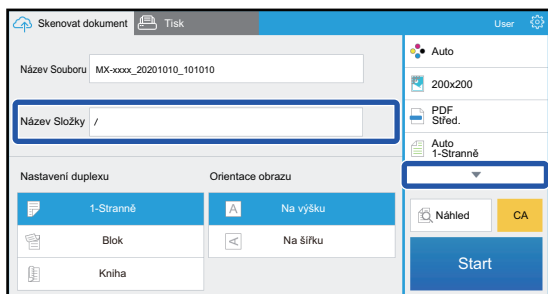 Skenovat dokument
Tisk
User
Název Souboru
MX-xxxx_20201010_101010
Název Složky
/
Nastavení duplexu
Orientace obrazu
1-Stranně
Blok
Kniha
A
Na výšku
A
Na šířku
Auto
200x200
PDF
Střed.
Auto
1-Stranně
Náhled
CA
Start